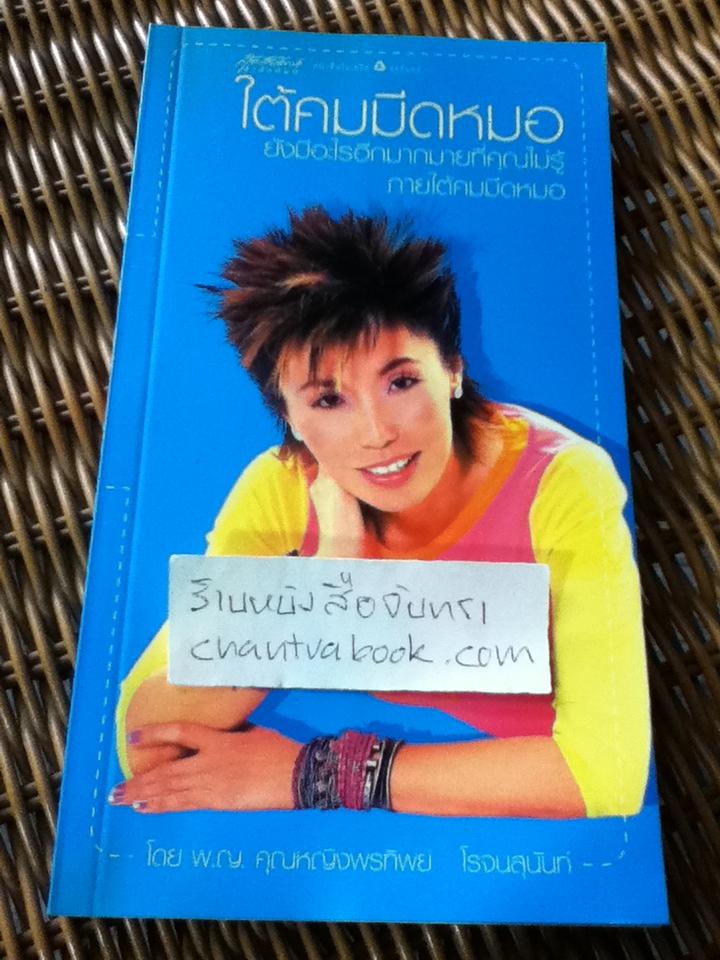 ใต้คมมีดหมอ
ยังมีอะไรอีกมากมายที่คุณไม่รู้
ภายใต้คมมีดหมอ
ร้านหนังสือจันทรา
chantrabook.com
โดย พ.ญ. คุณหญิงพรทิพย์ โรจนสุนันท์